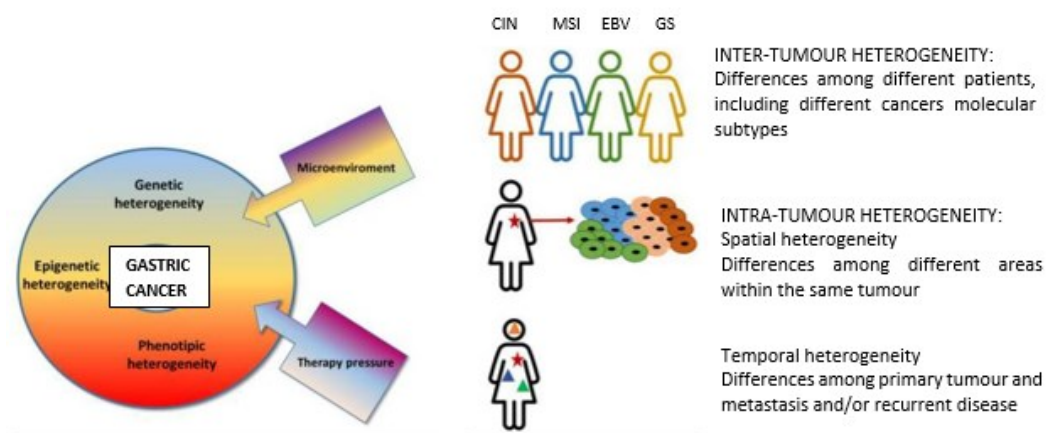 CIN MSI EBV GS
INTER-TUMOUR HETEROGENEITY:
Differences among different patients,
including different cancers molecular
subtypes
Microenviroment
Genetic
heterogeneity
Epigenetic
heterogeneity
GASTRIC
CANCER
Phenotipic
heterogeneity
Therapy pressure
INTRA-TUMOUR HETEROGENEITY:
Spatial heterogeneity
Differences among different areas
within the same tumour
Temporal heterogeneity
Differences among primary tumour and
metastasis and/or recurrent disease